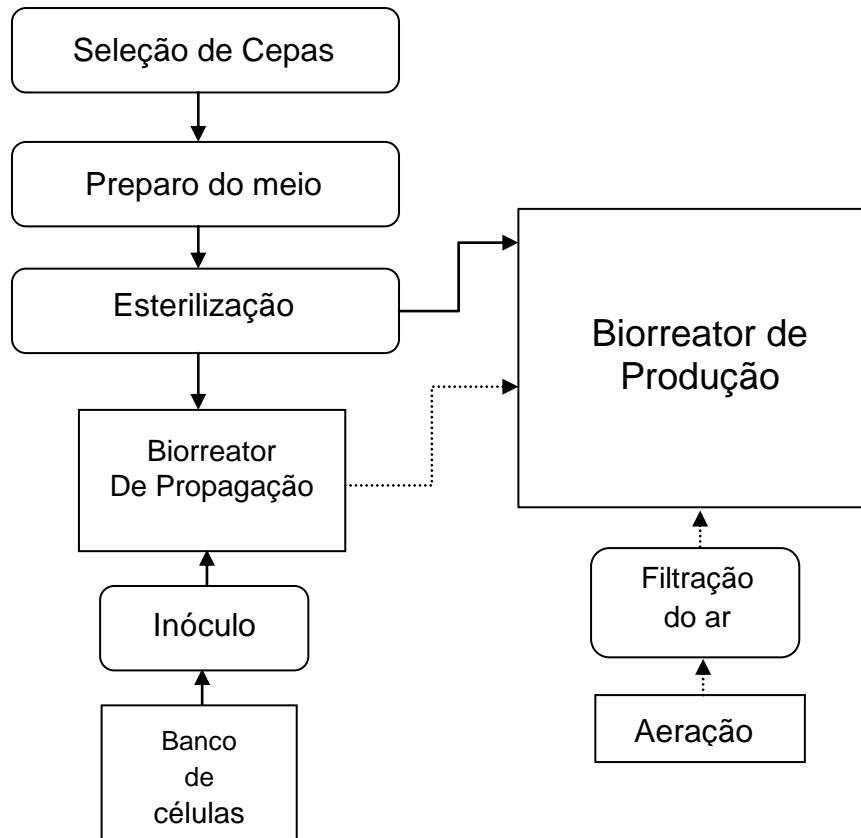 Seleção de Cepas
Preparo do meio
Esterilização
Biorreator de
Produção
Biorreator
De Propagação
Filtração
do ar
Inóculo
Aeração
Banco
de
células